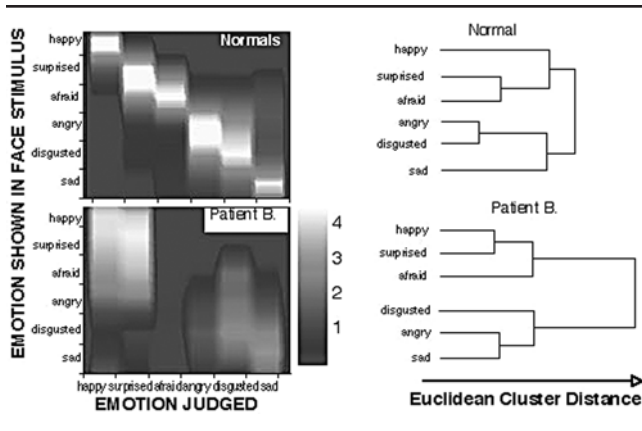 EMOTION SHOWN IN FACE STIMULUS
happy
surprised
afraid
angry
disgusted
sad
Normals
happy
surprised
afraid
angry
disgusted
sad
Patient B.
4
3
2
1
happy surprised afraid angry disgusted sad
EMOTION JUDGED
Normal
happy
surprised
afraid
angry
disgusted
sad
Patient B.
happy
surprised
afraid
disgusted
angry
sad
Euclidean Cluster Distance